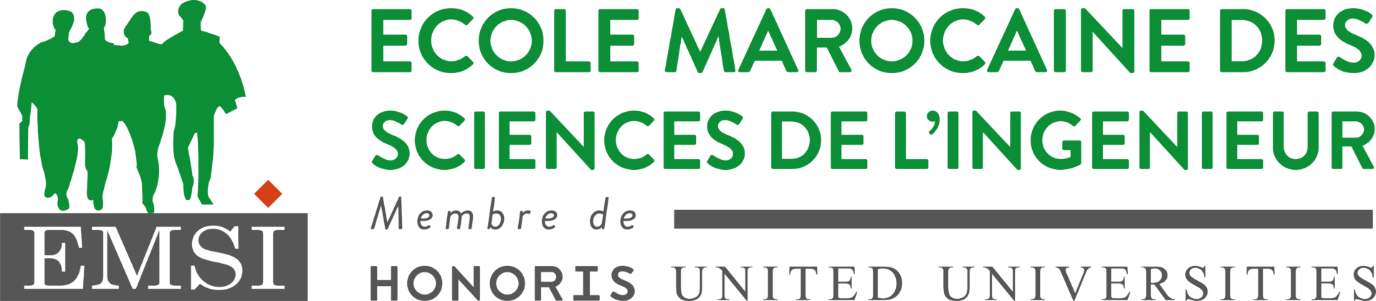 ECOLE MAROCAINE DES
SCIENCES DE L'INGENIEUR
Membre de
HONORIS UNITED UNIVERSITIES
EMSI